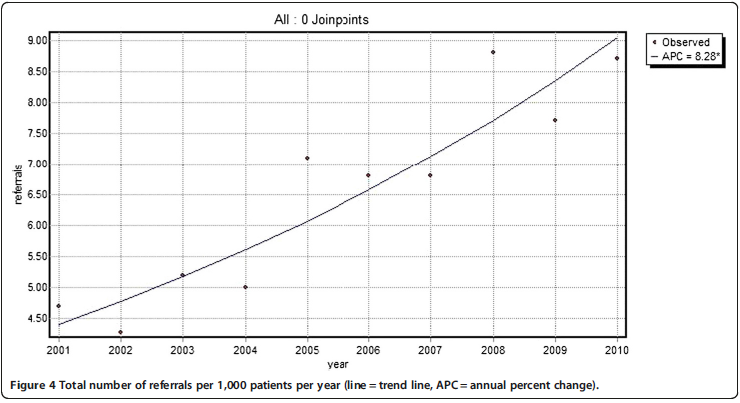 All : 0 Joinpoints
9.00
8.50
8.00
7.50
7.00
6.50
6.00
5.50
5.00
4.50
referrals
2001 2002 2003 2004 2005 2006 2007 2008 2009 2010
year
Observed
APC = 8.28*
Figure 4 Total number of referrals per 1,000 patients per year (line = trend line, APC = annual percent change).